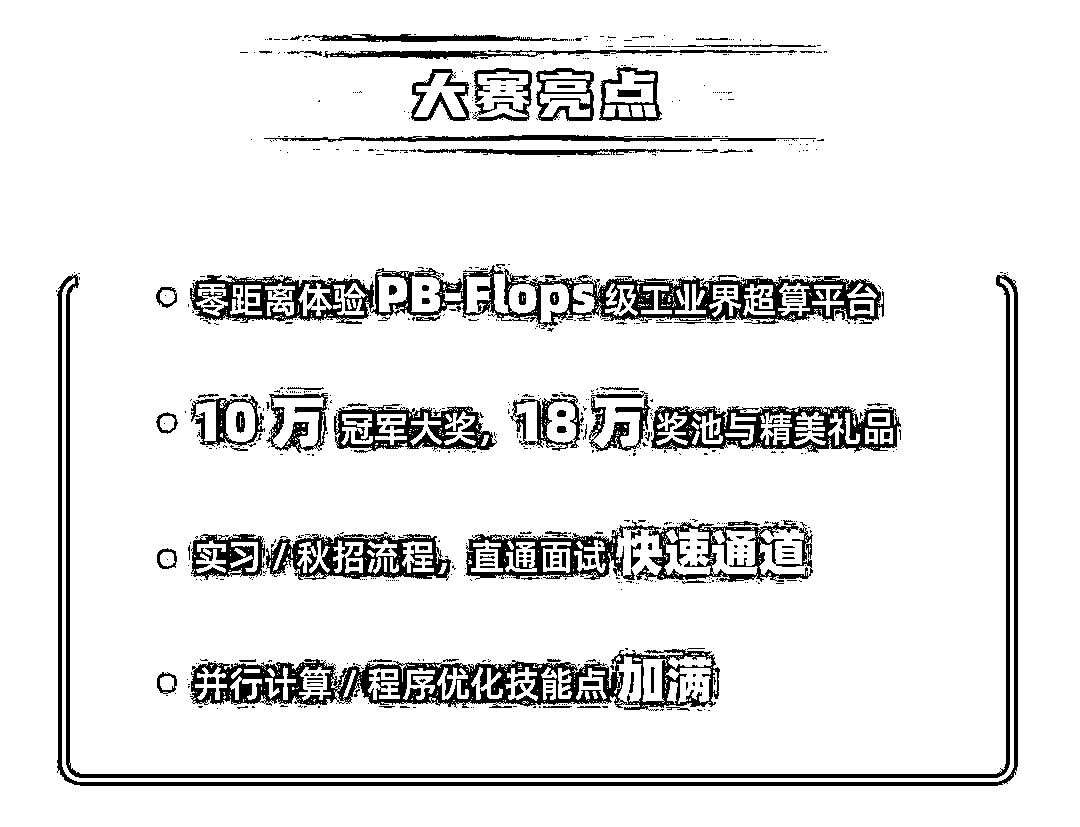 大赛亮点
零距离体验 PB-Flops 级工业界超算平台
10 万 冠军大奖，18 万 奖池与精美礼品
实习 / 秋招流程，直通面试 快速通道
并行计算 / 程序优化技能点 加满